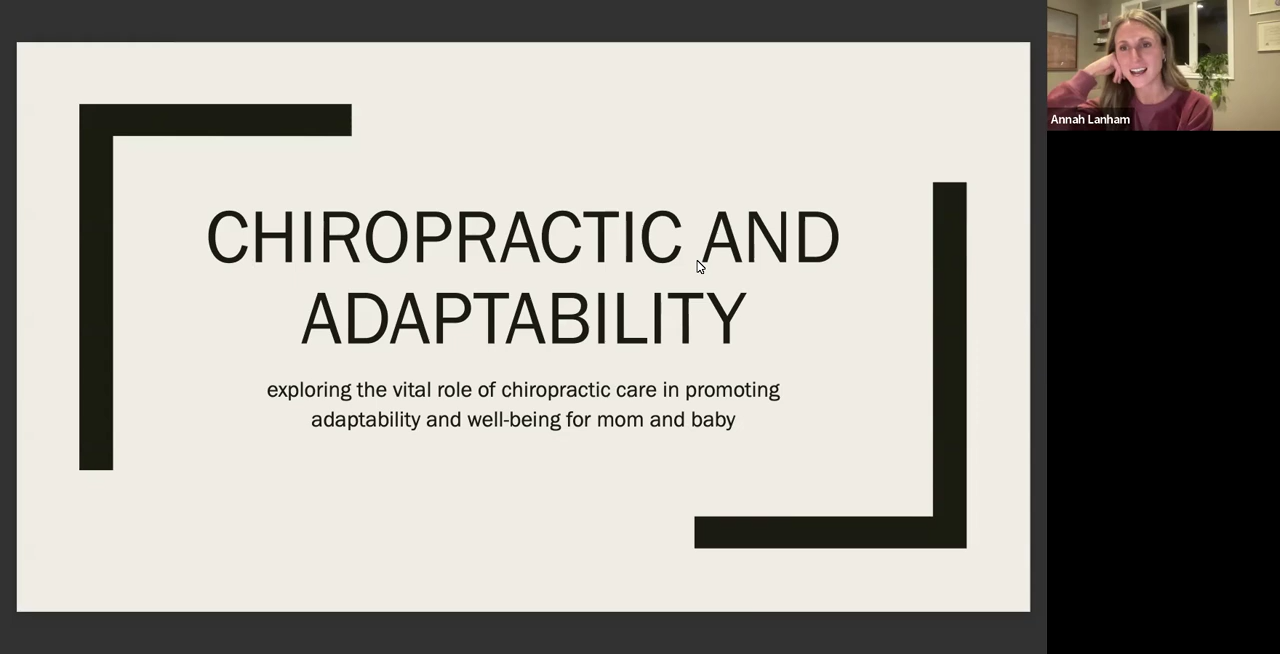 CHIROPRACTIC AND
ADAPTABILITY
exploring the vital role of chiropractic care in promoting
adaptability and well-being for mom and baby
Annah Lanham